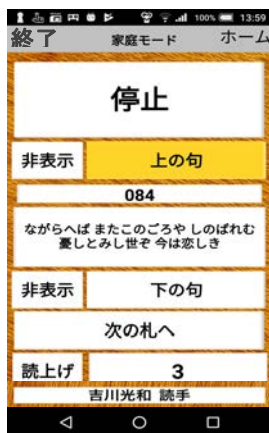 100% 13:59
終了 家庭モード ホーム
停止
非表示 上の句
084
ながらへば またこのごろや しのばれむ
憂しとみし世ぞ 今は恋しき
非表示 下の句
次の札へ
読上げ 3
吉川光和 読手